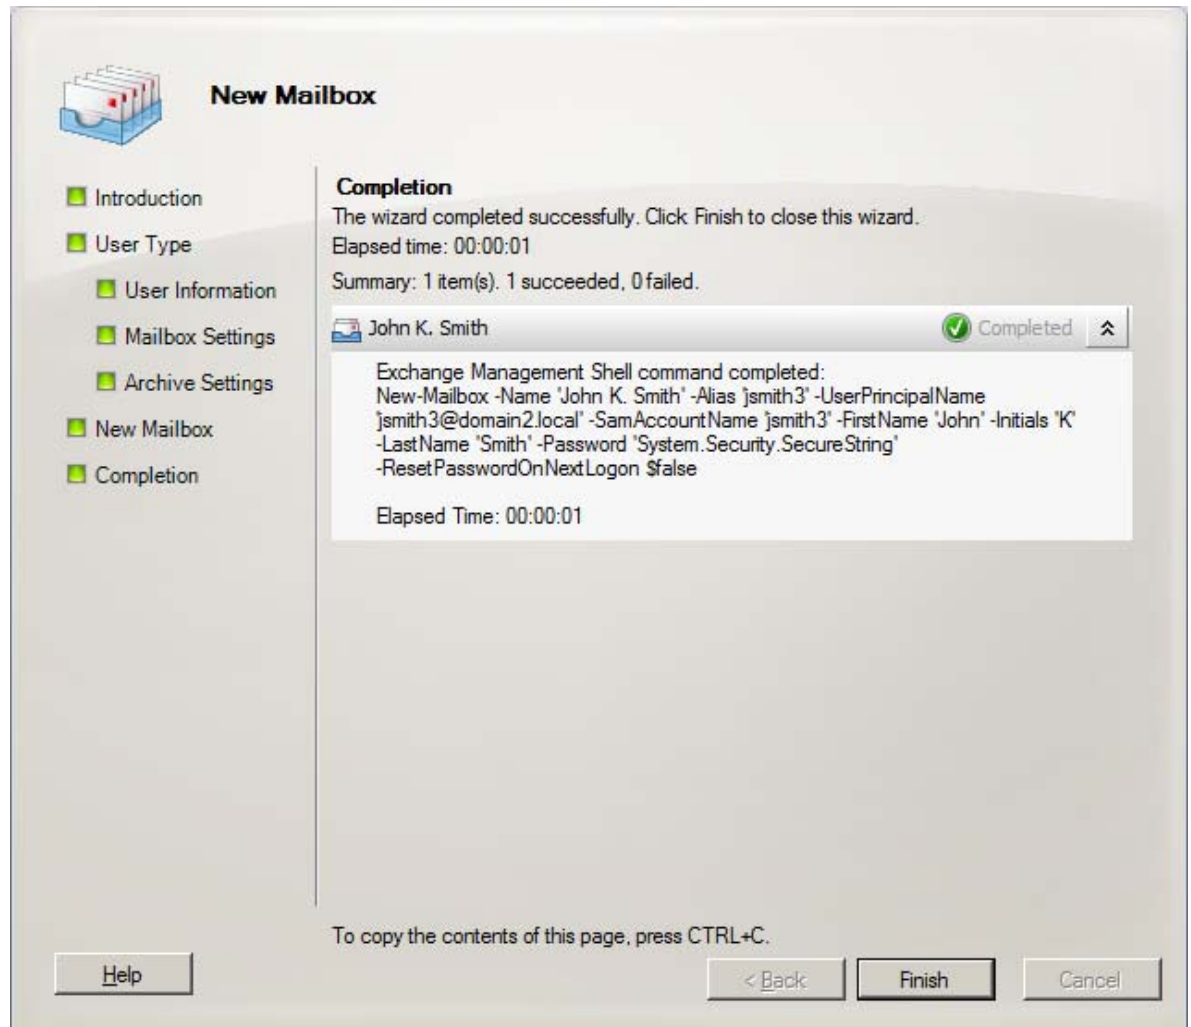 New Mailbox
Introduction
User Type
User Information
Mailbox Settings
Archive Settings
New Mailbox
Completion
Completion
The wizard completed successfully. Click Finish to close this wizard.
Elapsed time: 00:00:01
Summary: 1 item(s). 1 succeeded, 0 failed.
John K. Smith
Completed
Exchange Management Shell command completed:
New-Mailbox -Name 'John K. Smith' -Alias 'jsmith3' -UserPrincipalName
'jsmith3@domain2.local' -SamAccountName 'jsmith3' -FirstName 'John' -Initials 'K'
-LastName 'Smith' -Password 'System.Security.SecureString'
-ResetPasswordOnNextLogon $false
Elapsed Time: 00:00:01
To copy the contents of this page, press CTRL+C.
Help
< Back
Finish
Cancel